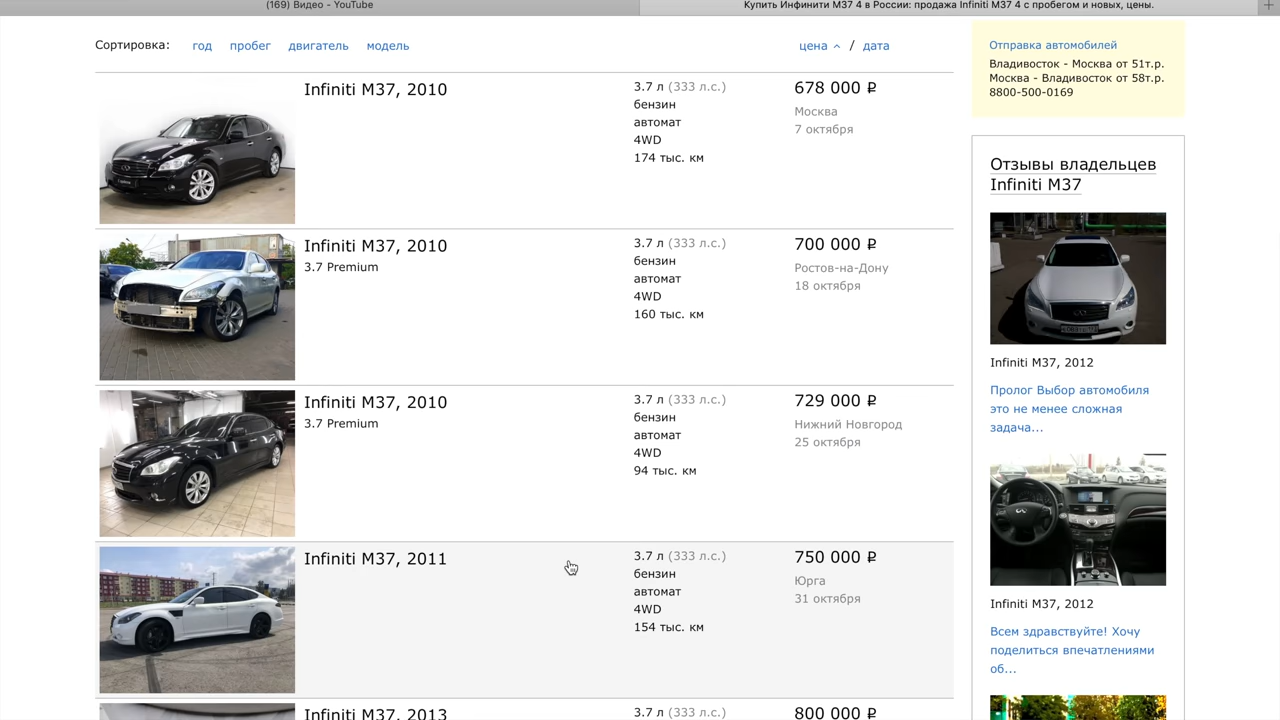 (169) Видео - YouTube
Купить Инфинити М37 4 в России: продажа Infiniti M37 4 с пробегом и новых, цены.
Сортировка: год пробег двигатель модель
цена / дата
Infiniti M37, 2010
3.7 л (333 л.с.)
бензин
автомат
4WD
174 тыс. км
678 000 ₽
Москва
7 октября
Infiniti M37, 2010
3.7 Premium
3.7 л (333 л.с.)
бензин
автомат
4WD
160 тыс. км
700 000 ₽
Ростов-на-Дону
18 октября
Infiniti M37, 2010
3.7 Premium
3.7 л (333 л.с.)
бензин
автомат
4WD
94 тыс. км
729 000 ₽
Нижний Новгород
25 октября
Infiniti M37, 2011
3.7 л (333 л.с.)
бензин
автомат
4WD
154 тыс. км
750 000 ₽
Юрга
31 октября
Infiniti M37, 2013
3.7 л (333 л.с.)
800 000 ₽
Отправка автомобилей
Владивосток - Москва от 51т.р.
Москва - Владивосток от 58т.р.
8800-500-0169
Отзывы владельцев
Infiniti M37
Infiniti M37, 2012
Пролог Выбор автомобиля
это не менее сложная
задача...
Infiniti M37, 2012
Всем здравствуйте! Хочу
поделиться впечатлениями
об...